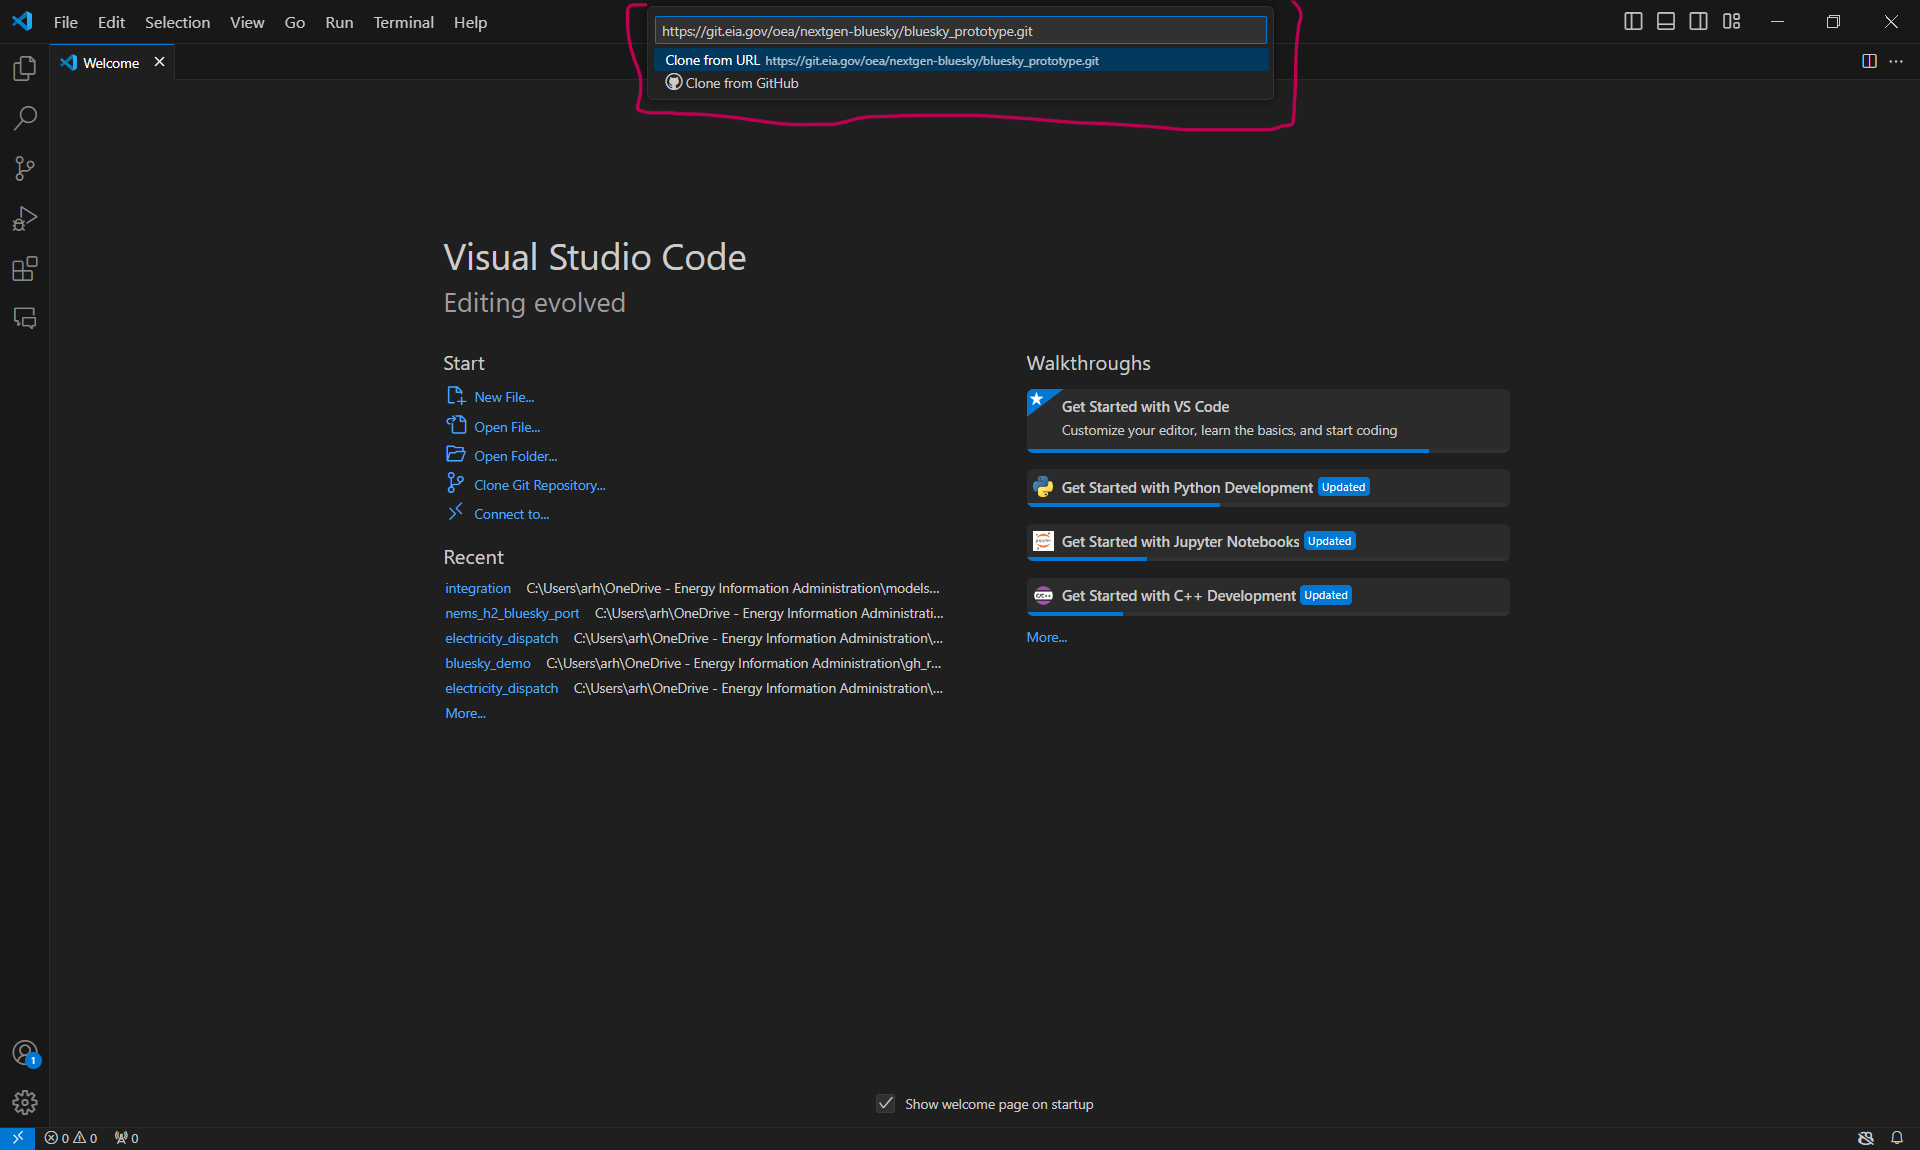 File Edit Selection View Go Run Terminal Help
https://git.eia.gov/oea/nextgen-bluesky/bluesky_prototype.git
Clone from URL https://git.eia.gov/oea/nextgen-bluesky/bluesky_prototype.git
Clone from GitHub
Welcome
Visual Studio Code
Editing evolved
Start
New File...
Open File...
Open Folder...
Clone Git Repository...
Connect to...
Recent
integration C:\Users\arh\OneDrive - Energy Information Administration\models...
nems_h2_bluesky_port C:\Users\arh\OneDrive - Energy Information Administrati...
electricity_dispatch C:\Users\arh\OneDrive - Energy Information Administration\...
bluesky_demo C:\Users\arh\OneDrive - Energy Information Administration\gh_r...
electricity_dispatch C:\Users\arh\OneDrive - Energy Information Administration\...
More...
Walkthroughs
Get Started with VS Code
Customize your editor, learn the basics, and start coding
Get Started with Python Development Updated
jupyter Get Started with Jupyter Notebooks Updated
C/C++ Get Started with C++ Development Updated
More...
1
Show welcome page on startup
0 0 0